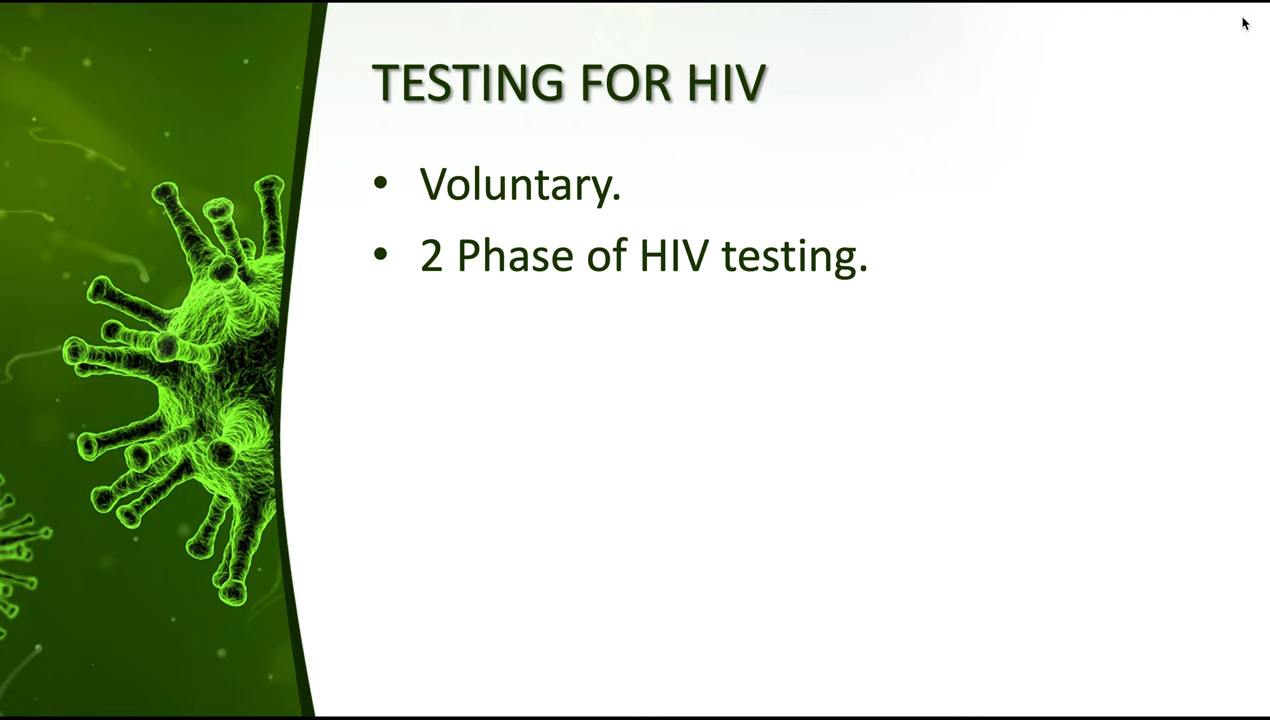 TESTING FOR HIV
• Voluntary.
• 2 Phase of HIV testing.